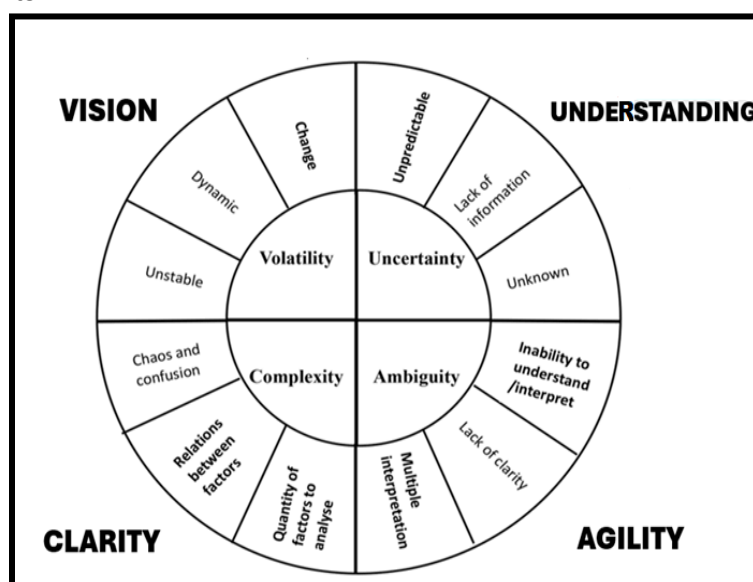 VISION
UNDERSTANDING
Change
Unpredictable
Dynamic
Lack of
information
Unstable
Unknown
Volatility
Uncertainty
Complexity
Ambiguity
Chaos and
confusion
Inability to
understand
/interpret
Relations
between
factors
Lack of clarity
Quantity of
factors to
analyse
Multiple
interpretation
CLARITY
AGILITY